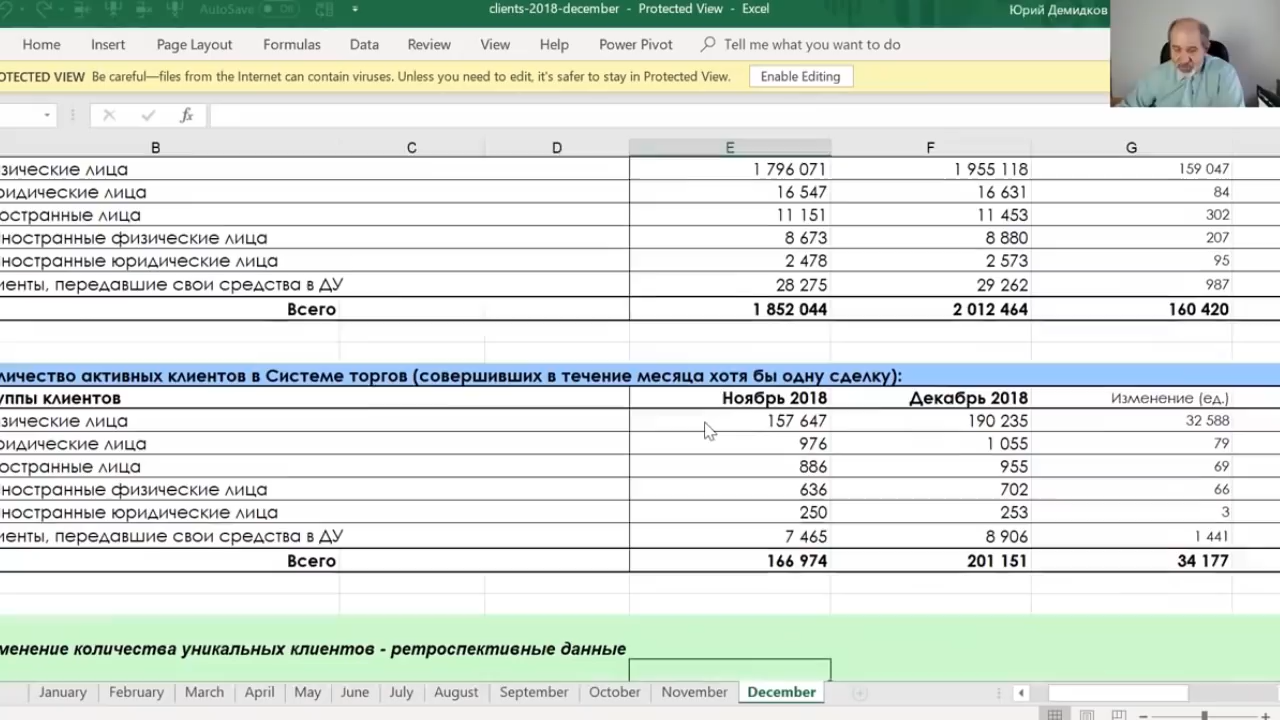 AutoSave Off clients-2018-december - Protected View - Excel Юрий Демидков
Home Insert Page Layout Formulas Data Review View Help Power Pivot Tell me what you want to do
OTECTED VIEW Be careful—files from the Internet can contain viruses. Unless you need to edit, it's safer to stay in Protected View. Enable Editing
fx
B C D E F G
зические лица 1 796 071 1 955 118 159 047
ридические лица 16 547 16 631 84
остранные лица 11 151 11 453 302
ностранные физические лица 8 673 8 880 207
ностранные юридические лица 2 478 2 573 95
иенты, передавшие свои средства в ДУ 28 275 29 262 987
Всего 1 852 044 2 012 464 160 420
личество активных клиентов в Системе торгов (совершивших в течение месяца хотя бы одну сделку):
уппы клиентов Ноябрь 2018 Декабрь 2018 Изменение (ед.)
зические лица 157 647 190 235 32 588
ридические лица 976 1 055 79
остранные лица 886 955 69
ностранные физические лица 636 702 66
ностранные юридические лица 250 253 3
иенты, передавшие свои средства в ДУ 7 465 8 906 1 441
Всего 166 974 201 151 34 177
менение количества уникальных клиентов - ретроспективные данные
January February March April May June July August September October November December